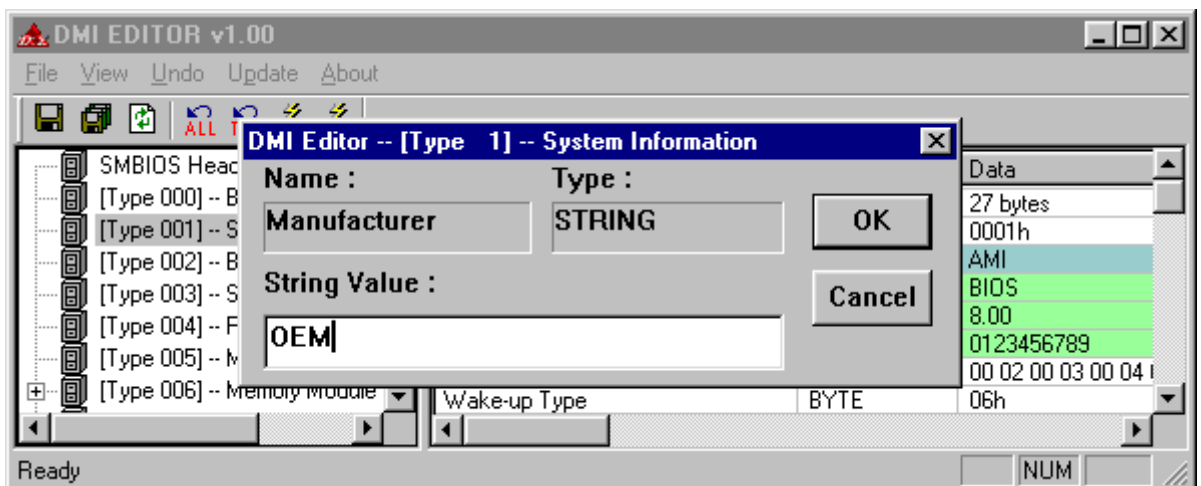 DMI EDITOR v1.00
File View Undo Update About
ALL
DMI Editor -- [Type 1] -- System Information
Name :
Type :
Manufacturer
STRING
OK
String Value :
Cancel
OEM
SMBIOS Head
[Type 000] -- B
[Type 001] -- S
[Type 002] -- B
[Type 003] -- S
[Type 004] -- F
[Type 005] -- M
[Type 006] -- Memory Module
Data
27 bytes
0001h
AMI
BIOS
8.00
0123456789
00 02 00 03 00 04
Wake-up Type BYTE 06h
Ready NUM